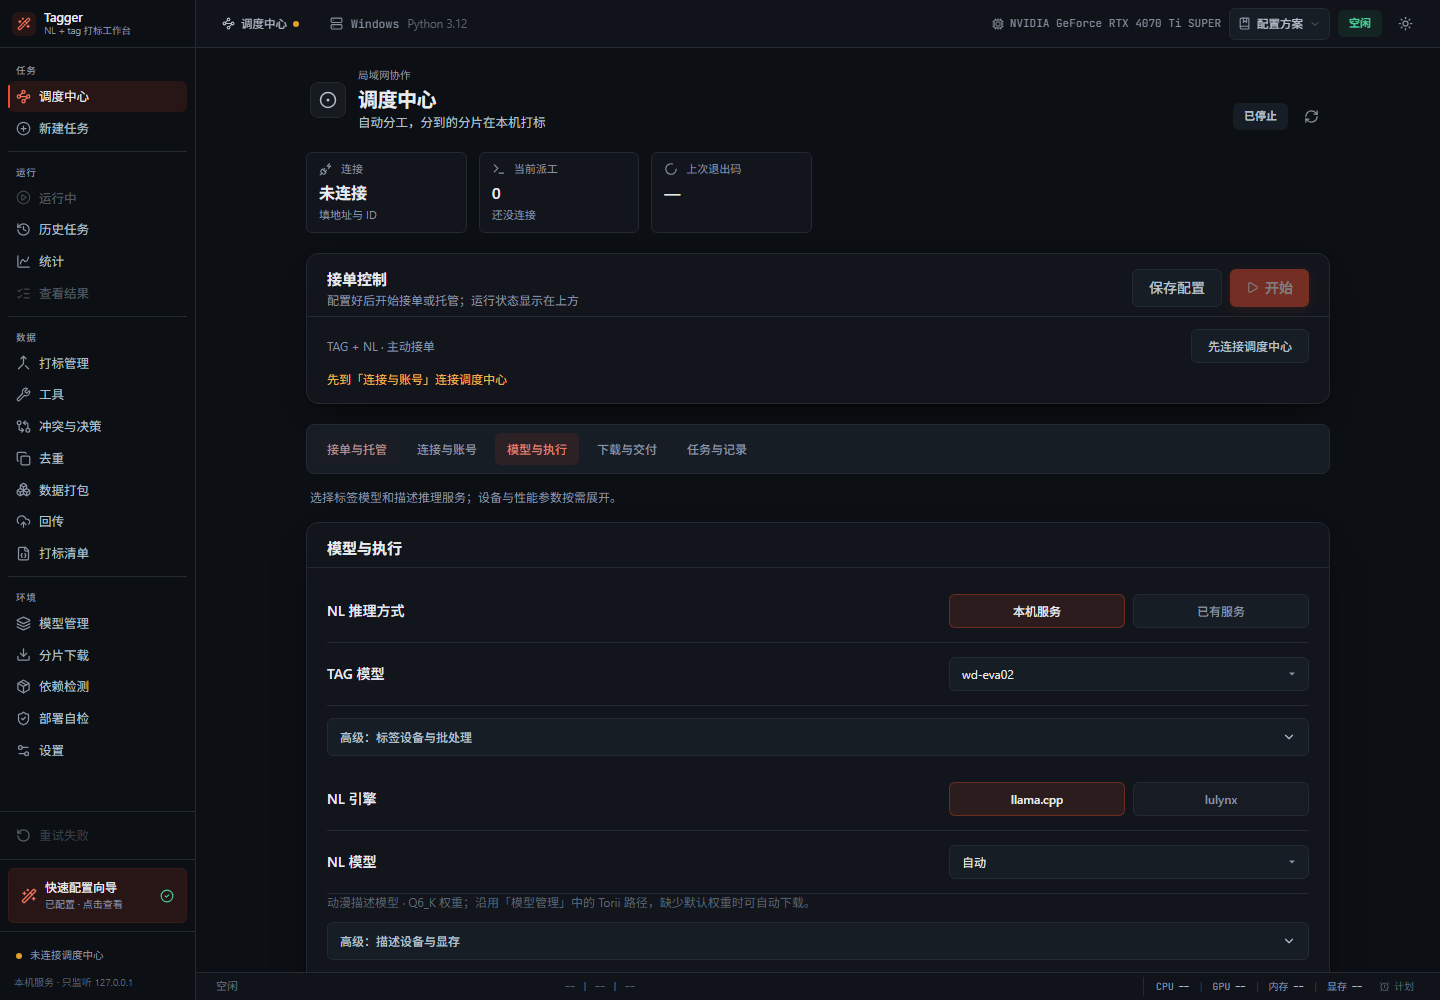 Tagger
NL + tag 打标工作台
任务
调度中心
新建任务
运行
运行中
历史任务
统计
查看结果
数据
打标管理
工具
冲突与决策
去重
数据打包
回传
打标清单
环境
模型管理
分片下载
依赖检测
部署自检
设置
重试失败
快速配置向导
已配置 · 点击查看
未连接调度中心
本机服务 · 只监听 127.0.0.1
调度中心
Windows Python 3.12
NVIDIA GeForce RTX 4070 Ti SUPER
配置方案
空闲
局域网协作
调度中心
自动分工，分到的分片在本机打标
已停止
连接
未连接
填地址与 ID
当前派工
0
还没连接
上次退出码
—
接单控制
配置好后开始接单或托管；运行状态显示在上方
保存配置
开始
TAG + NL · 主动接单
先连接调度中心
先到「连接与账号」连接调度中心
接单与托管
连接与账号
模型与执行
下载与交付
任务与记录
选择标签模型和描述推理服务；设备与性能参数按需展开。
模型与执行
NL 推理方式
本机服务
已有服务
TAG 模型
wd-eva02
高级：标签设备与批处理
NL 引擎
llama.cpp
lulynx
NL 模型
自动
动漫描述模型 · Q6_K 权重；沿用「模型管理」中的 Torii 路径，缺少默认权重时可自动下载。
高级：描述设备与显存
空闲
-- | -- | --
CPU -- | GPU -- | 内存 -- | 显存 --
计划